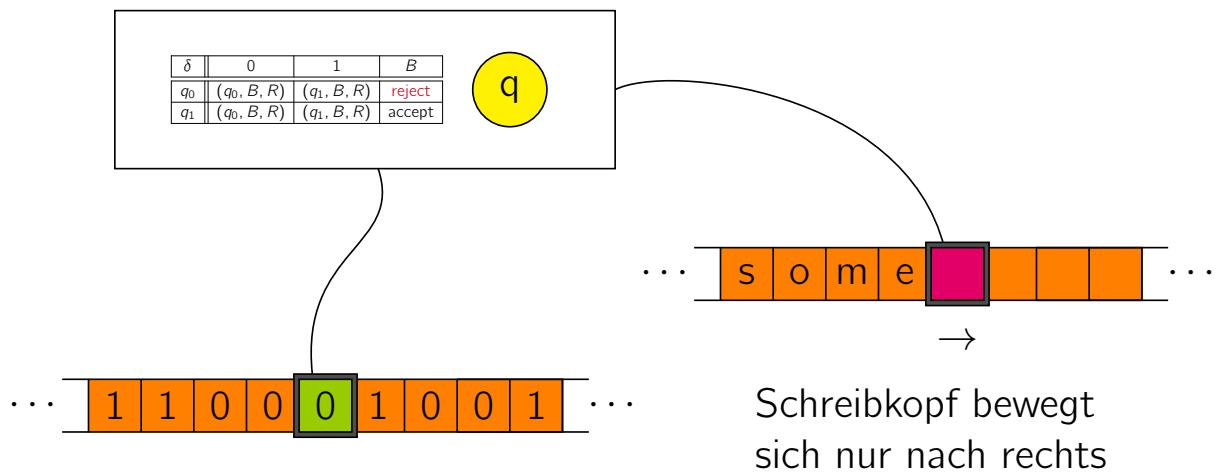 δ 0 1 B
q₀ (q₀, B, R) (q₁, B, R) reject
q₁ (q₀, B, R) (q₁, B, R) accept
q
··· s o m e ···
→
··· 1 1 0 0 0 1 0 0 1 ···
Schreibkopf bewegt
sich nur nach rechts